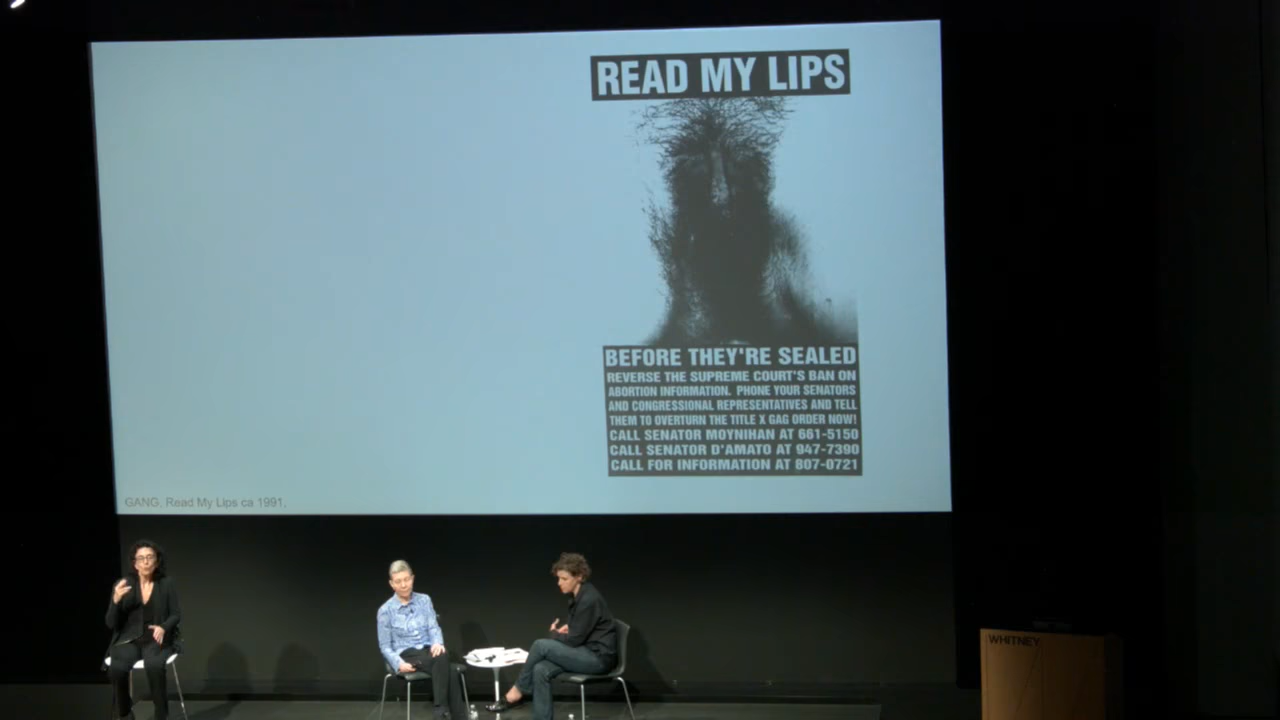 READ MY LIPS
BEFORE THEY'RE SEALED
REVERSE THE SUPREME COURT'S BAN ON
ABORTION INFORMATION. PHONE YOUR SENATORS
AND CONGRESSIONAL REPRESENTATIVES AND TELL
THEM TO OVERTURN THE TITLE X GAG ORDER NOW!
CALL SENATOR MOYNIHAN AT 661-5150
CALL SENATOR D'AMATO AT 947-7390
CALL FOR INFORMATION AT 807-0721
GANG, Read My Lips ca 1991,
WHITNEY